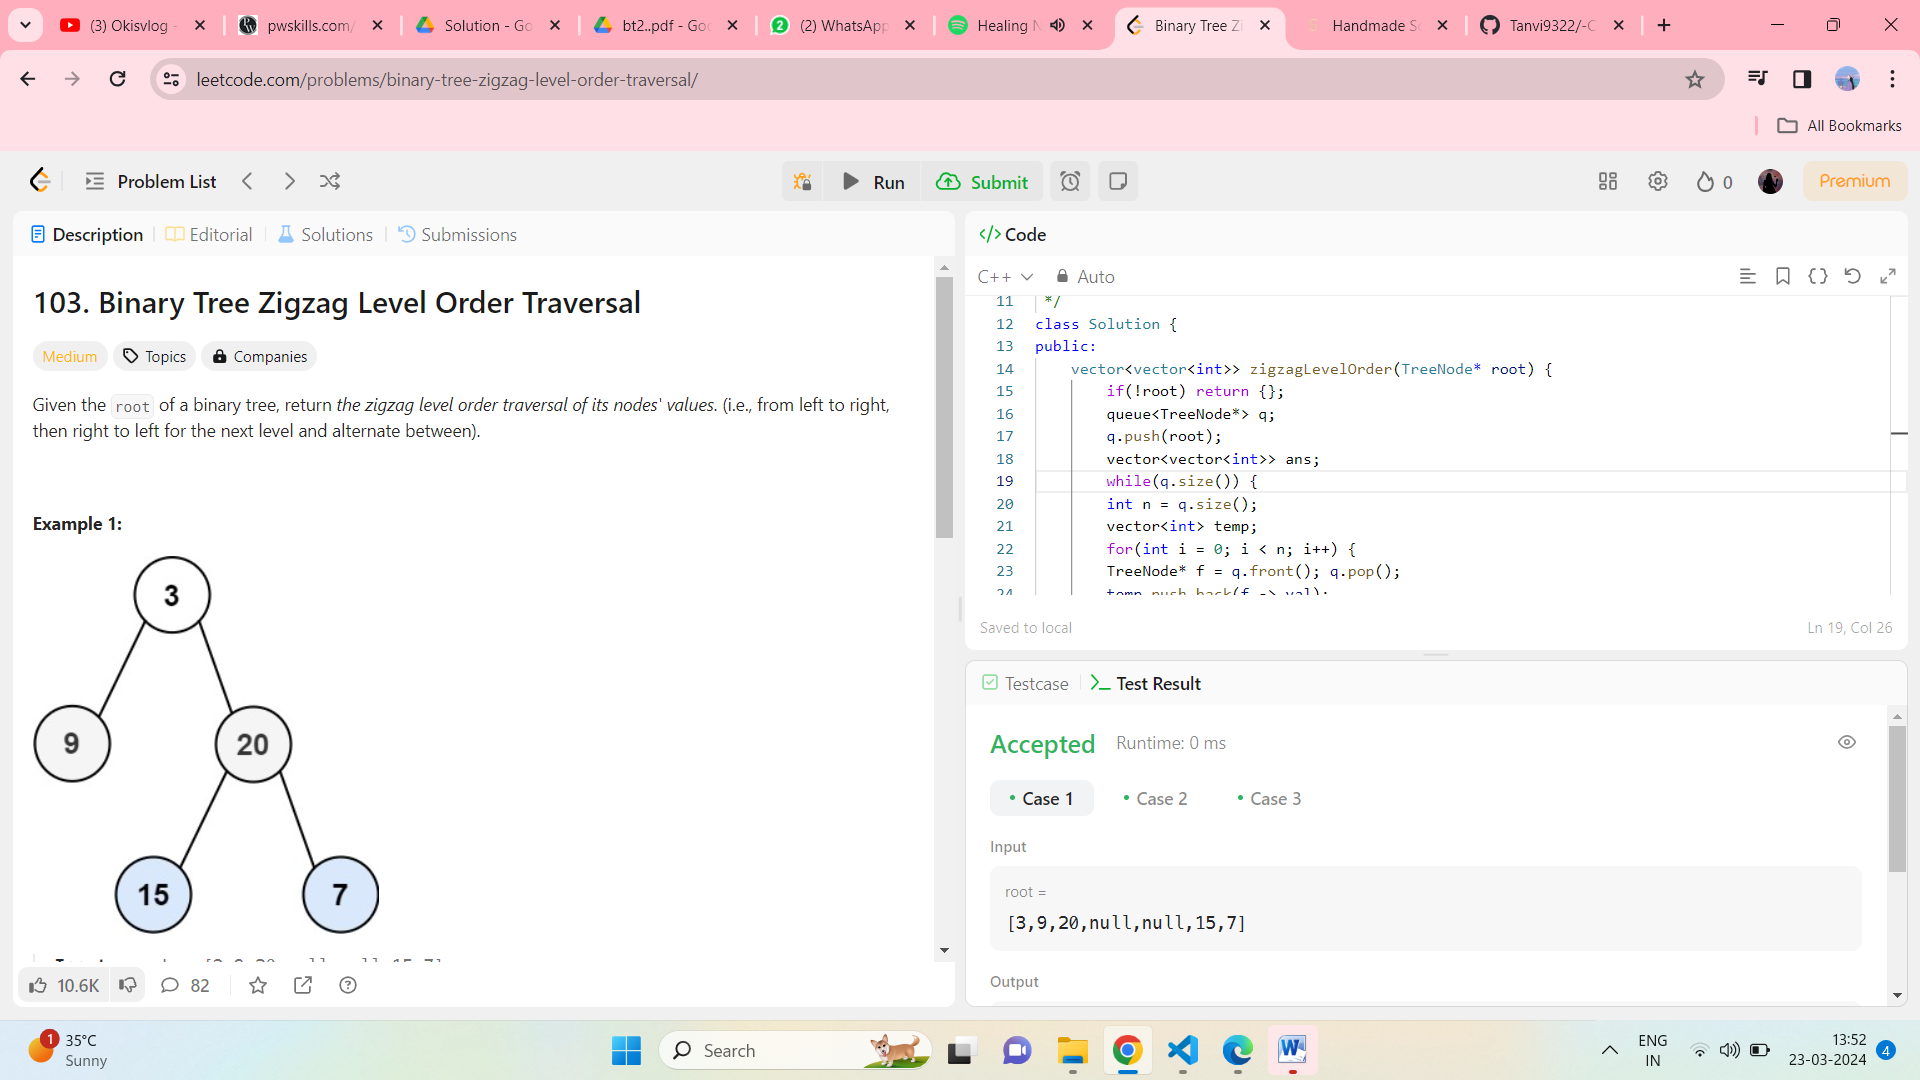 (3) Okisvlog -
pwskills.com/
Solution - Go
bt2..pdf - Goo
(2) WhatsApp
Healing N
Binary Tree Zi
Handmade So
Tanvi9322/-C
leetcode.com/problems/binary-tree-zigzag-level-order-traversal/
All Bookmarks
Problem List
Run
Submit
0
Premium
Description
Editorial
Solutions
Submissions
103. Binary Tree Zigzag Level Order Traversal
Medium
Topics
Companies
Given the root of a binary tree, return the zigzag level order traversal of its nodes' values. (i.e., from left to right,
then right to left for the next level and alternate between).
Example 1:
3
9
20
15
7
10.6K
82
</> Code
C++
Auto
11 */
12 class Solution {
13 public:
14 vector<vector<int>> zigzagLevelOrder(TreeNode* root) {
15 if(!root) return {};
16 queue<TreeNode*> q;
17 q.push(root);
18 vector<vector<int>> ans;
19 while(q.size()) {
20 int n = q.size();
21 vector<int> temp;
22 for(int i = 0; i < n; i++) {
23 TreeNode* f = q.front(); q.pop();
24 temp.push_back(f -> val);
Saved to local
Ln 19, Col 26
Testcase
Test Result
Accepted
Runtime: 0 ms
Case 1
Case 2
Case 3
Input
root =
[3,9,20,null,null,15,7]
Output
1
35°C
Sunny
Search
ENG
IN
13:52
23-03-2024
4